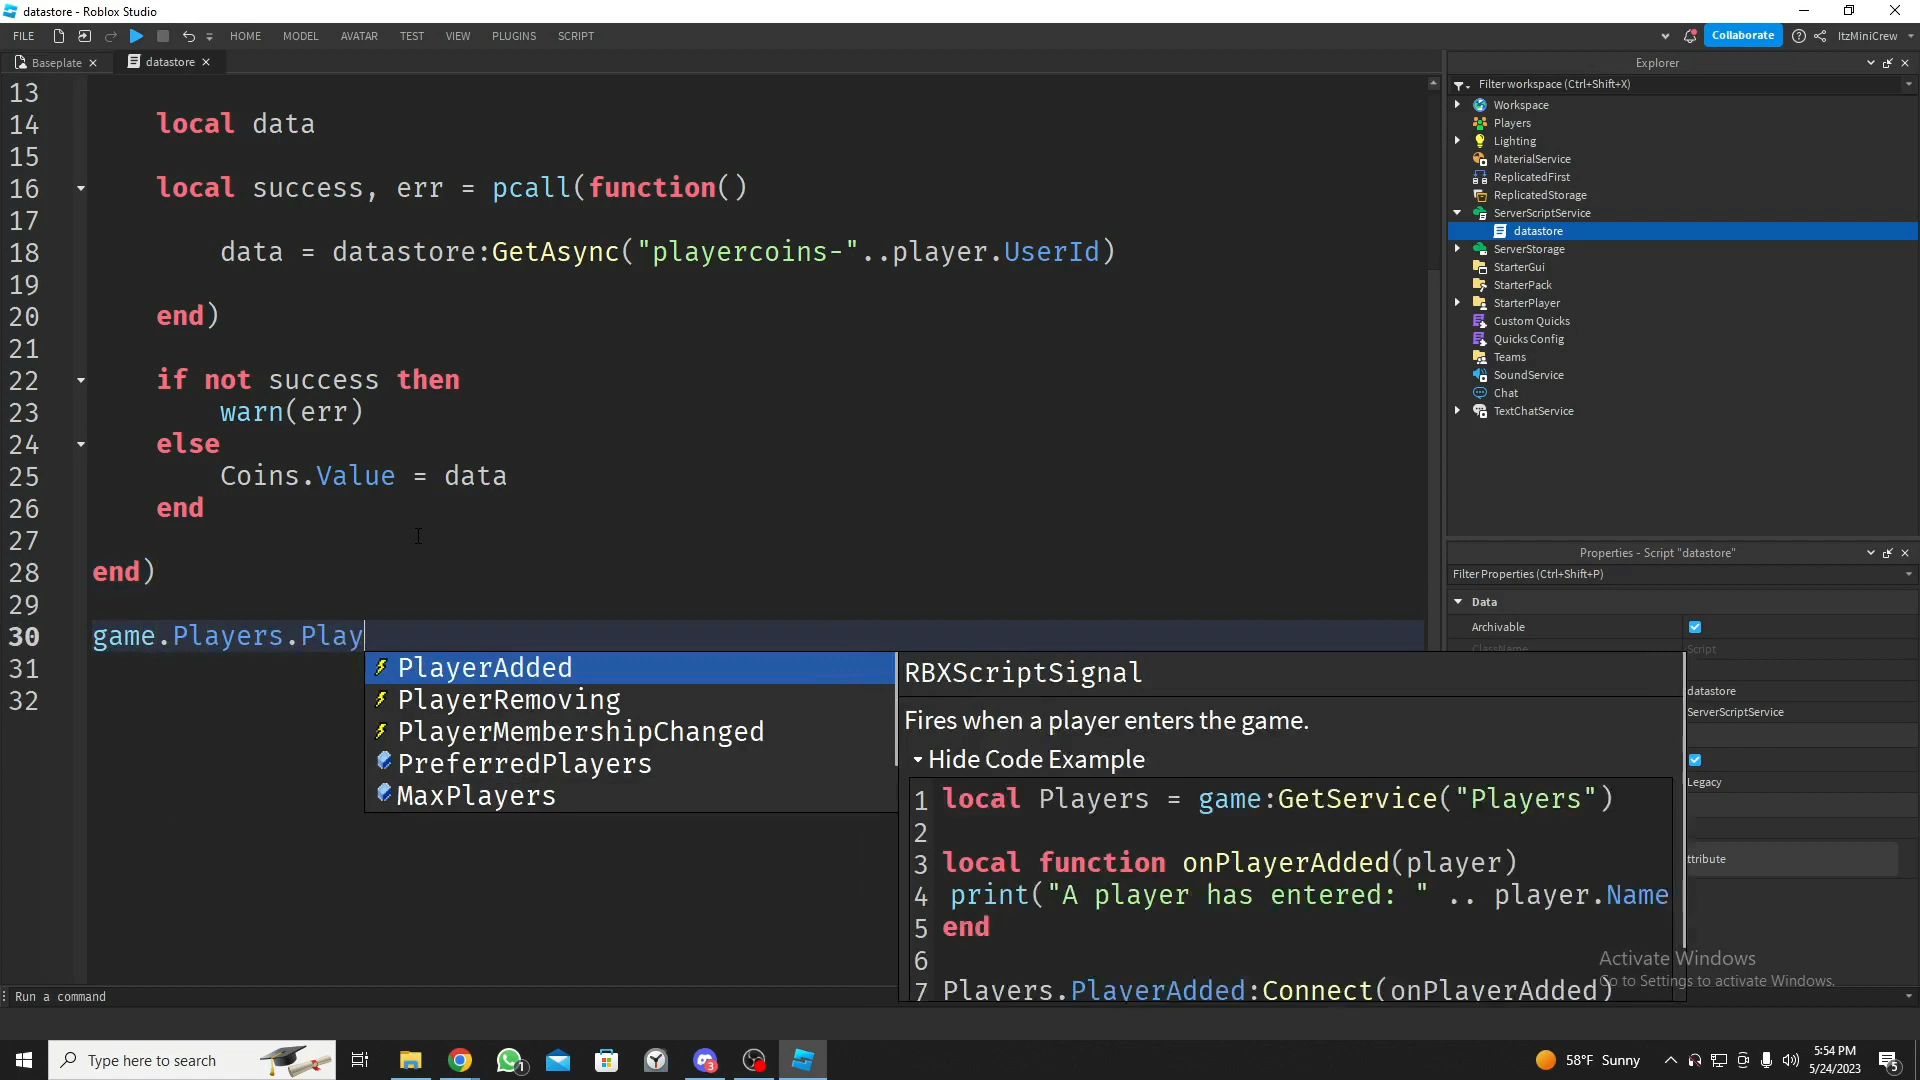 datastore - Roblox Studio
FILE HOME MODEL AVATAR TEST VIEW PLUGINS SCRIPT Collaborate ItzMiniCrew
Baseplate datastore
13
14 local data
15
16 local success, err = pcall(function()
17
18 data = datastore:GetAsync("playercoins-"..player.UserId)
19
20 end)
21
22 if not success then
23 warn(err)
24 else
25 Coins.Value = data
26 end
27
28 end)
29
30 game.Players.Play
31
32
PlayerAdded
PlayerRemoving
PlayerMembershipChanged
PreferredPlayers
MaxPlayers
RBXScriptSignal
Fires when a player enters the game.
Hide Code Example
1 local Players = game:GetService("Players")
2
3 local function onPlayerAdded(player)
4 print("A player has entered: " .. player.Name
5 end
6
7 Players.PlayerAdded:Connect(onPlayerAdded)
Explorer
Filter workspace (Ctrl+Shift+X)
Workspace
Players
Lighting
MaterialService
ReplicatedFirst
ReplicatedStorage
ServerScriptService
datastore
ServerStorage
StarterGui
StarterPack
StarterPlayer
Custom Quicks
Quicks Config
Teams
SoundService
Chat
TextChatService
Properties - Script "datastore"
Filter Properties (Ctrl+Shift+P)
Data
Archivable
ClassName Script
datastore
ServerScriptService
Legacy
ttribute
Activate Windows
Go to Settings to activate Windows.
Run a command
Type here to search
1
3
58°F Sunny
5:54 PM
5/24/2023
5